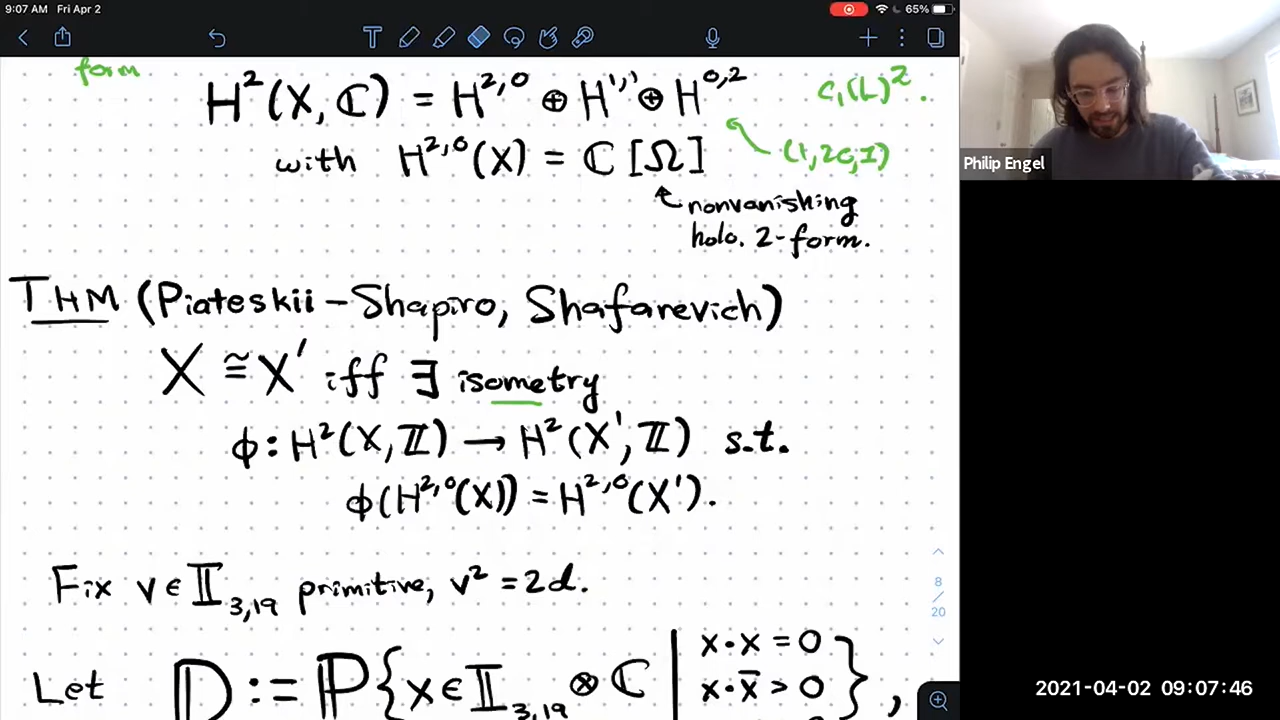 9:07 AM Fri Apr 2
65%
form
H²(X, ℂ) = H²,⁰ ⊕ H¹,¹ ⊕ H⁰,²
c₁(L)².
with H²,⁰(X) = ℂ[Ω]
(1,20,1)
nonvanishing
holo. 2-form.
THM (Piateskii-Shapiro, Shafarevich)
X ≅ X' iff ∃ isometry
ϕ: H²(X, ℤ) → H²(X', ℤ) s.t.
ϕ(H²,⁰(X)) = H²,⁰(X').
Fix v ∈ II₃,₁₉ primitive, v² = 2d.
Let 𝔻 := ℙ{x ∈ II₃,₁₉ ⊗ ℂ | x·x = 0
x·x̄ > 0 },
8
/
20
Philip Engel
2021-04-02 09:07:46